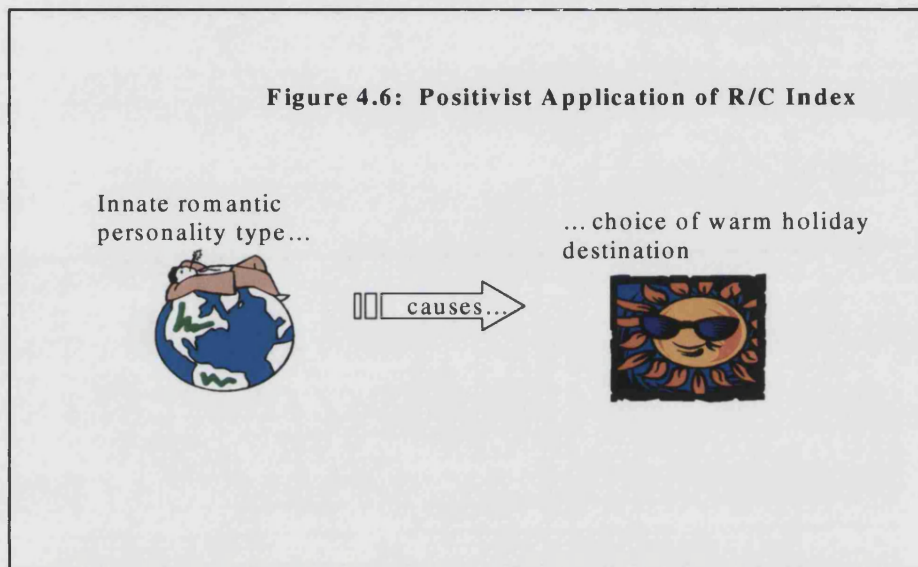 Figure 4.6: Positivist Application of R/C Index
Innate romantic
personality type...
causes...
...choice of warm holiday
destination